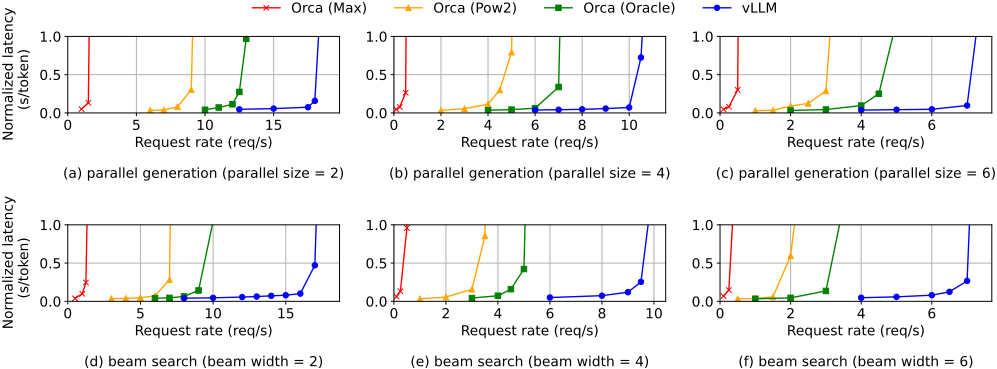 Orca (Max) Orca (Pow2) Orca (Oracle) vLLM
Normalized latency
(s/token)
1.0
0.5
0.0
0 5 10 15
Request rate (req/s)
(a) parallel generation (parallel size = 2)
1.0
0.5
0.0
0 2 4 6 8 10
Request rate (req/s)
(b) parallel generation (parallel size = 4)
1.0
0.5
0.0
0 2 4 6
Request rate (req/s)
(c) parallel generation (parallel size = 6)
Normalized latency
(s/token)
1.0
0.5
0.0
0 5 10 15
Request rate (req/s)
(d) beam search (beam width = 2)
1.0
0.5
0.0
0 2 4 6 8 10
Request rate (req/s)
(e) beam search (beam width = 4)
1.0
0.5
0.0
0 2 4 6
Request rate (req/s)
(f) beam search (beam width = 6)